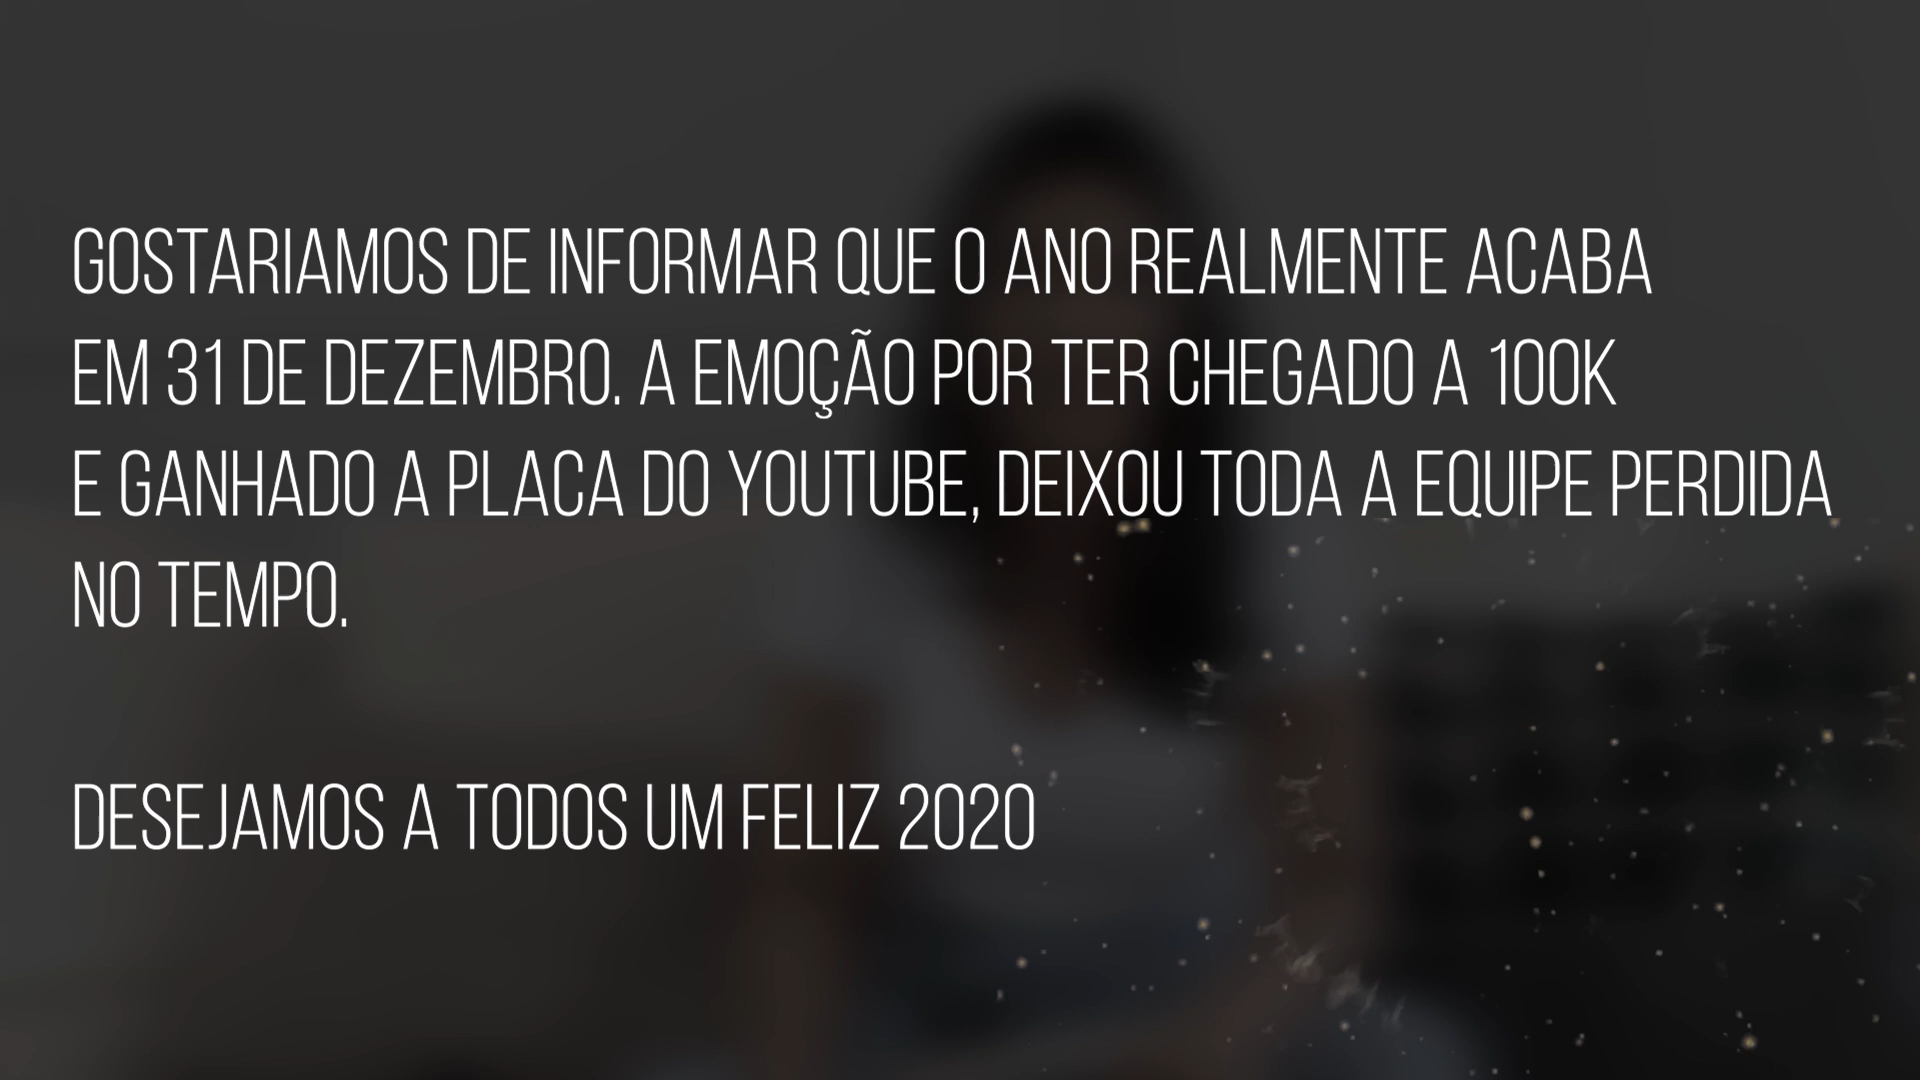 GOSTARIAMOS DE INFORMAR QUE O ANO REALMENTE ACABA
EM 31 DE DEZEMBRO. A EMOÇÃO POR TER CHEGADO A 100K
E GANHADO A PLACA DO YOUTUBE, DEIXOU TODA A EQUIPE PERDIDA
NO TEMPO.
DESEJAMOS A TODOS UM FELIZ 2020